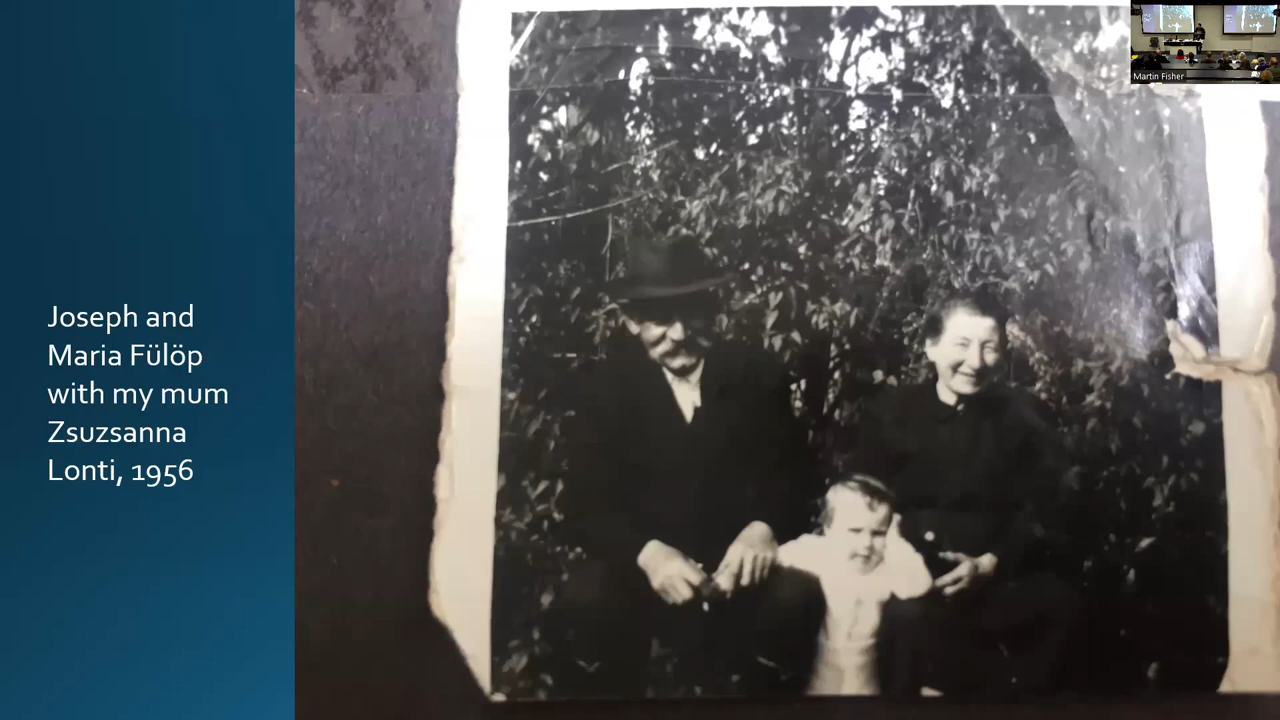 Joseph and
Maria Fülöp
with my mum
Zsuzsanna
Lonti, 1956
Martin Fisher